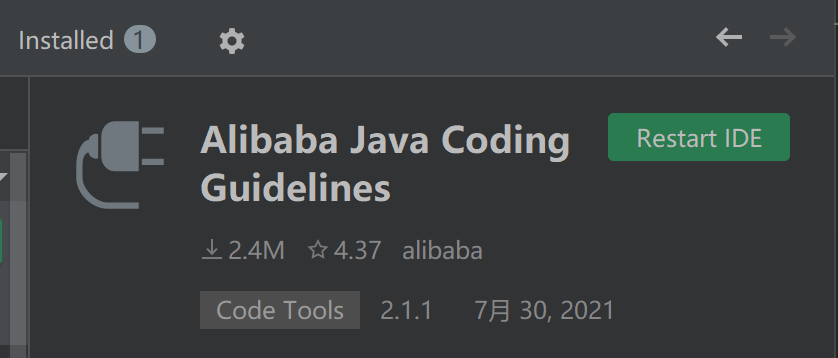 Installed 1
Alibaba Java Coding
Guidelines
Restart IDE
2.4M 4.37 alibaba
Code Tools 2.1.1 7月 30, 2021